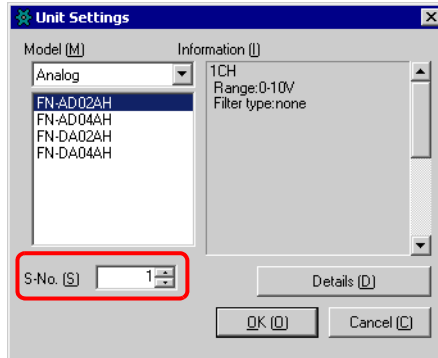 Unit Settings
Model (M)
Information (I)
Analog
1CH
Range:0-10V
Filter type:none
FN-AD02AH
FN-AD04AH
FN-DA02AH
FN-DA04AH
S-No. (S)
1
Details (D)
OK (O)
Cancel (C)